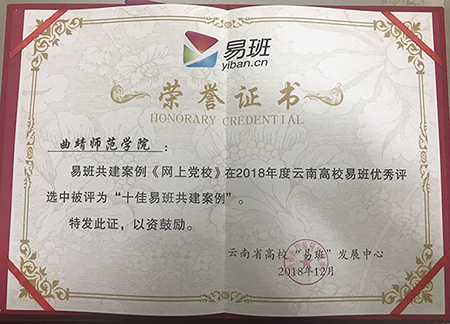 易班
yiban.cn
荣誉证书
HONORARY CREDENTIAL
曲靖师范学院：
易班共建案例《网上党校》在2018年度云南高校易班优秀评
选中被评为“十佳易班共建案例”。
特发此证，以资鼓励。
云南省高校“易班”发展中心
2018年12月